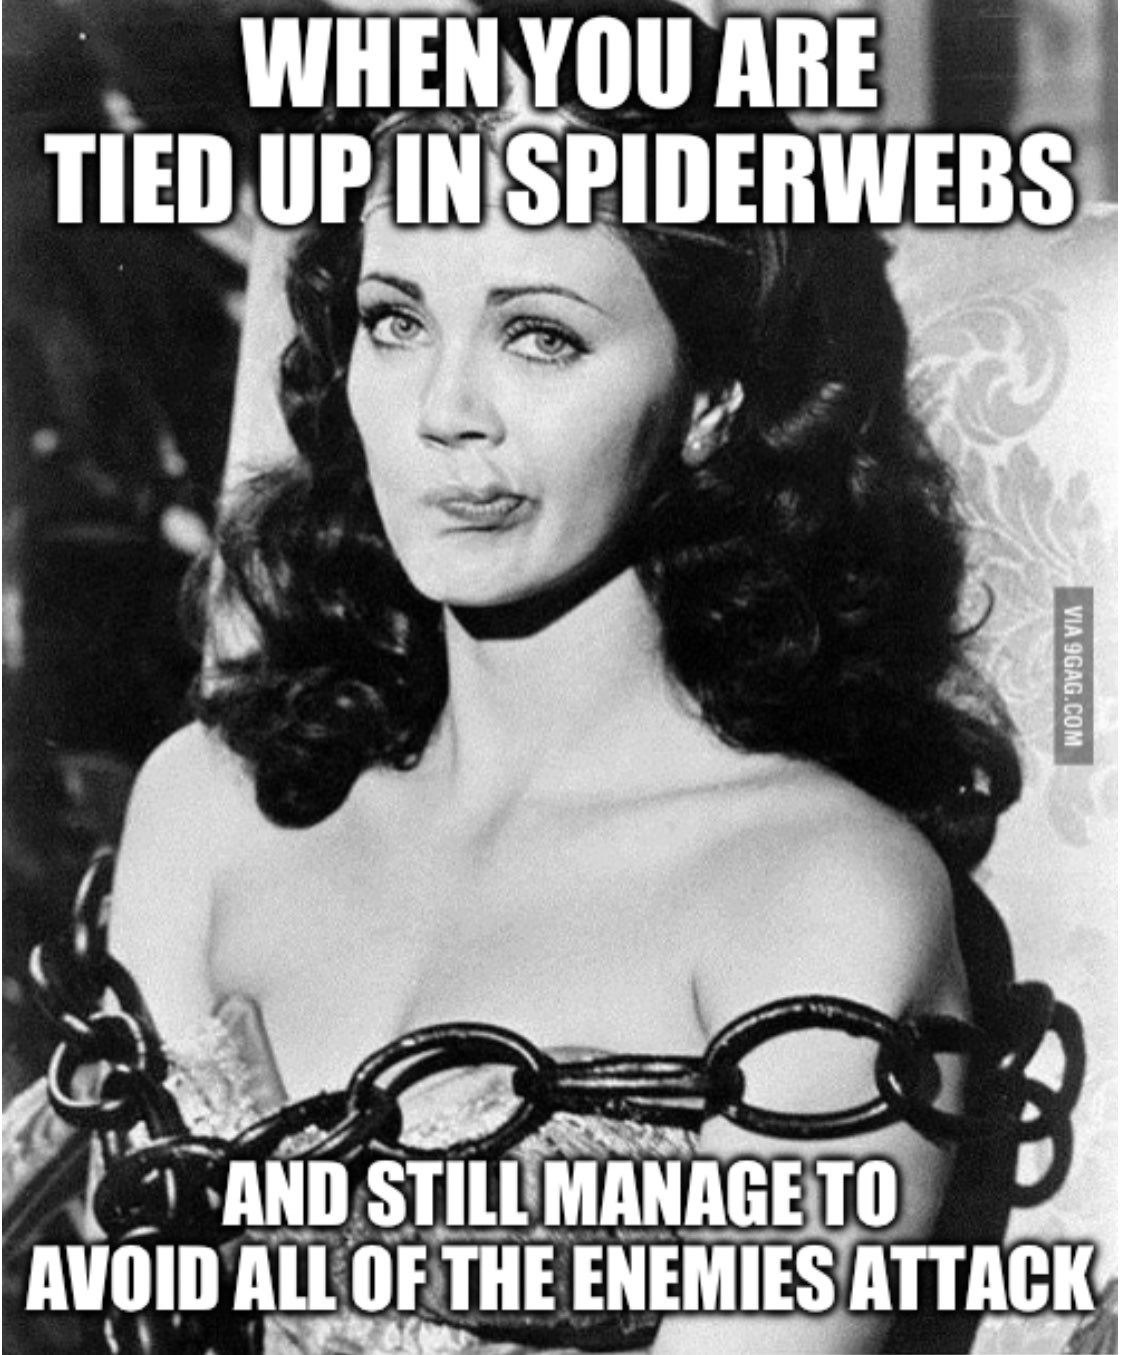 WHEN YOU ARE
TIED UP IN SPIDERWEBS
VIA 9GAG.COM
AND STILL MANAGE TO
AVOID ALL OF THE ENEMIES ATTACK